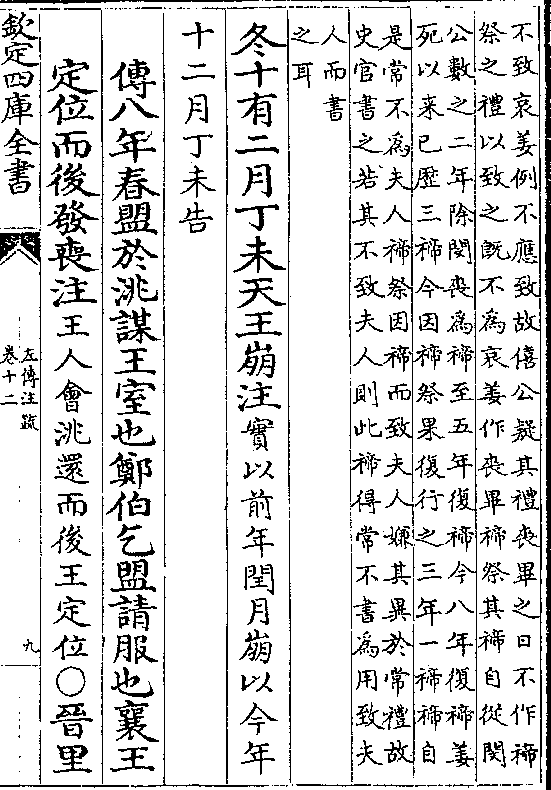 不致哀姜例不應致故僖公疑其禮喪畢之日不作禘
祭之禮以致之既不為哀姜作喪畢禘祭其禘自從閔
公數之二年除閔喪為禘至五年復禘今八年復禘姜
死以来已歴三禘今因禘祭果復行之三年一禘禘自
是常不為夫人禘祭因禘而致夫人嫌其異於常禮故
史官書之若其不致夫人則此禘得常不書為用致夫
人而書
之耳
冬十有二月丁未天王崩注實以前年閏月崩以今年
十二月丁未告
傳八年春盟於洮謀王室也鄭伯乞盟請服也襄王
定位而後發喪注王人會洮還而後王定位○晉里
欽定四庫全書
左傳注疏
卷十二
九